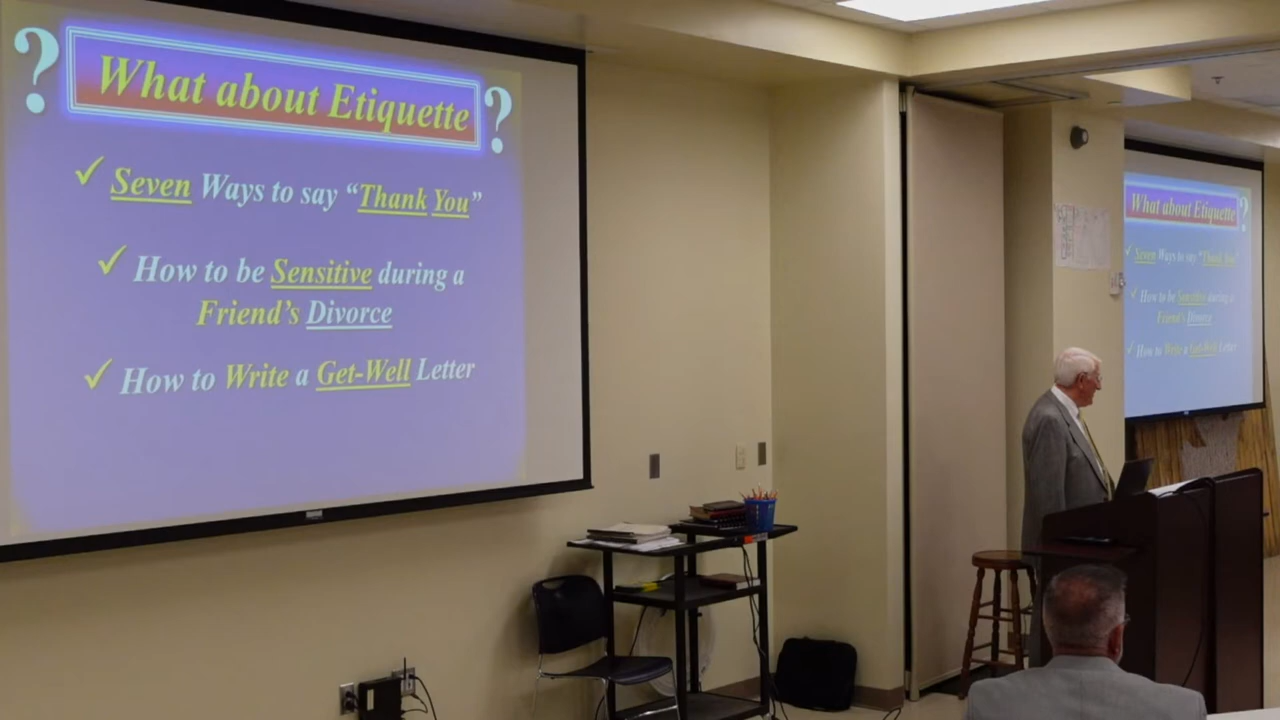 ? What about Etiquette ?
✓ Seven Ways to say “Thank You”
✓ How to be Sensitive during a
Friend’s Divorce
✓ How to Write a Get-Well Letter
What about Etiquette ?
✓ Seven Ways to say “Thank You”
✓ How to be Sensitive during a
Friend’s Divorce
✓ How to Write a Get-Well Letter